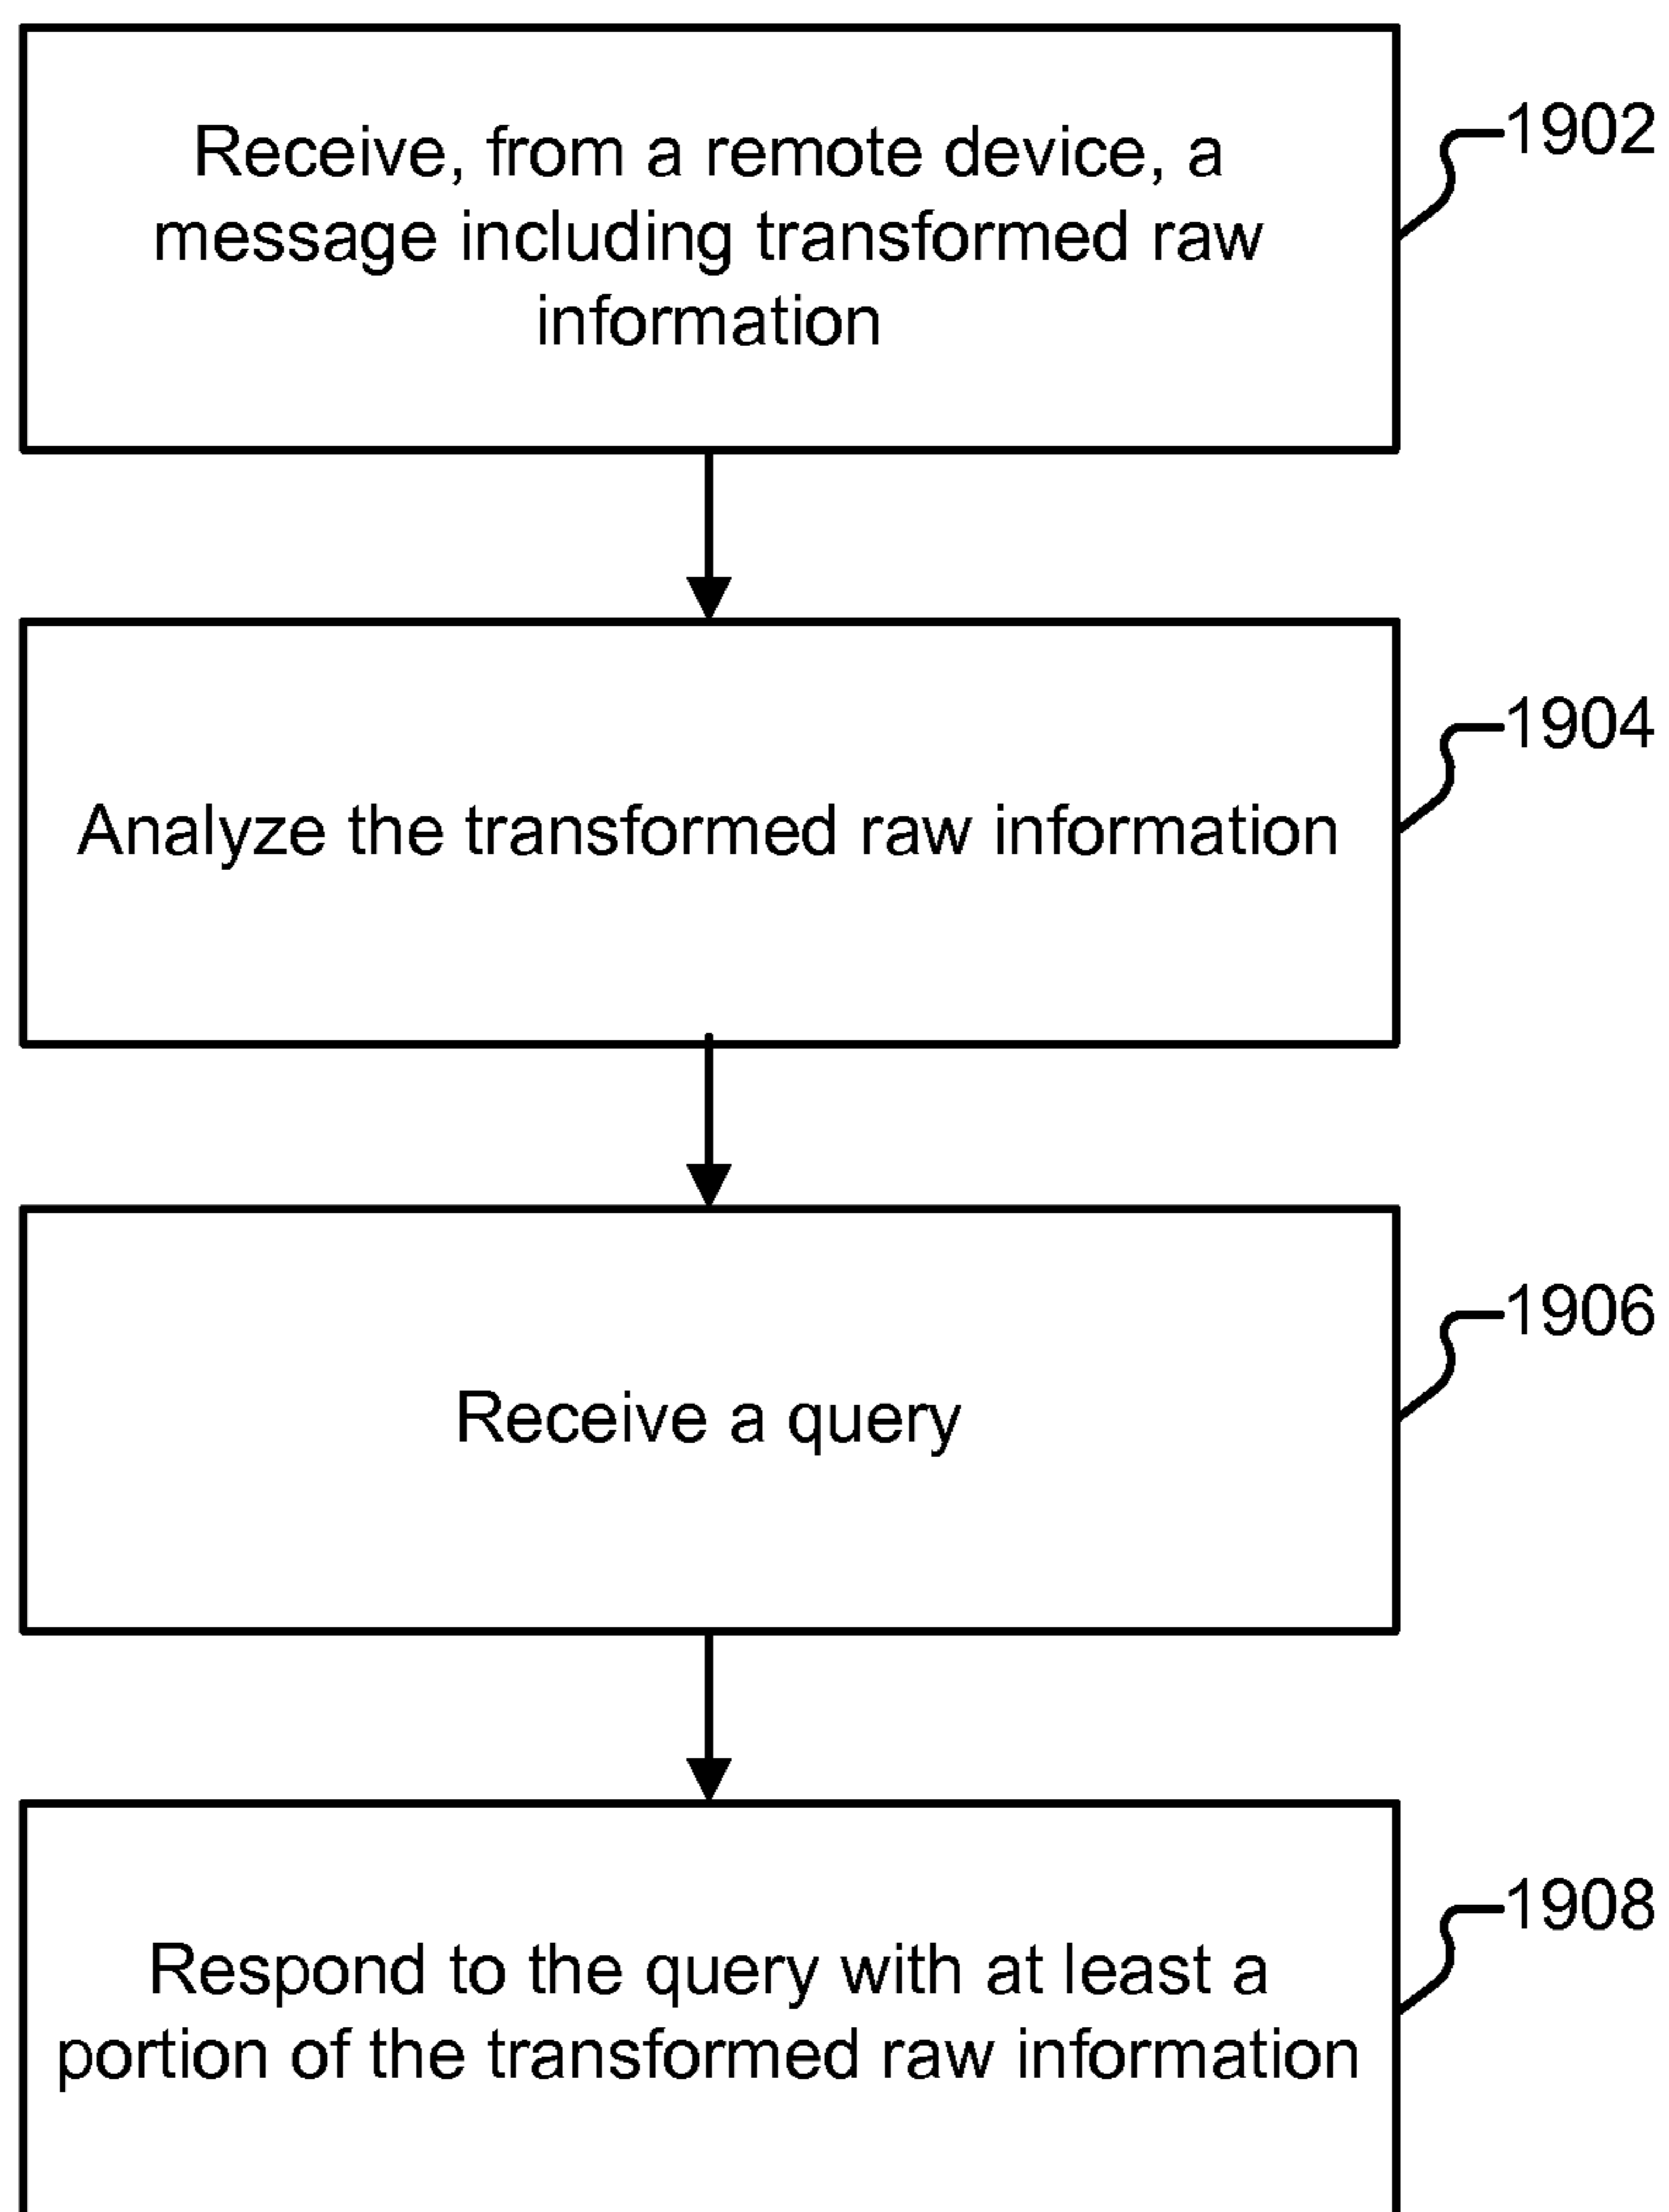 Receive, from a remote device, a
message including transformed raw
information
1902
Analyze the transformed raw information
1904
Receive a query
1906
Respond to the query with at least a
portion of the transformed raw information
1908